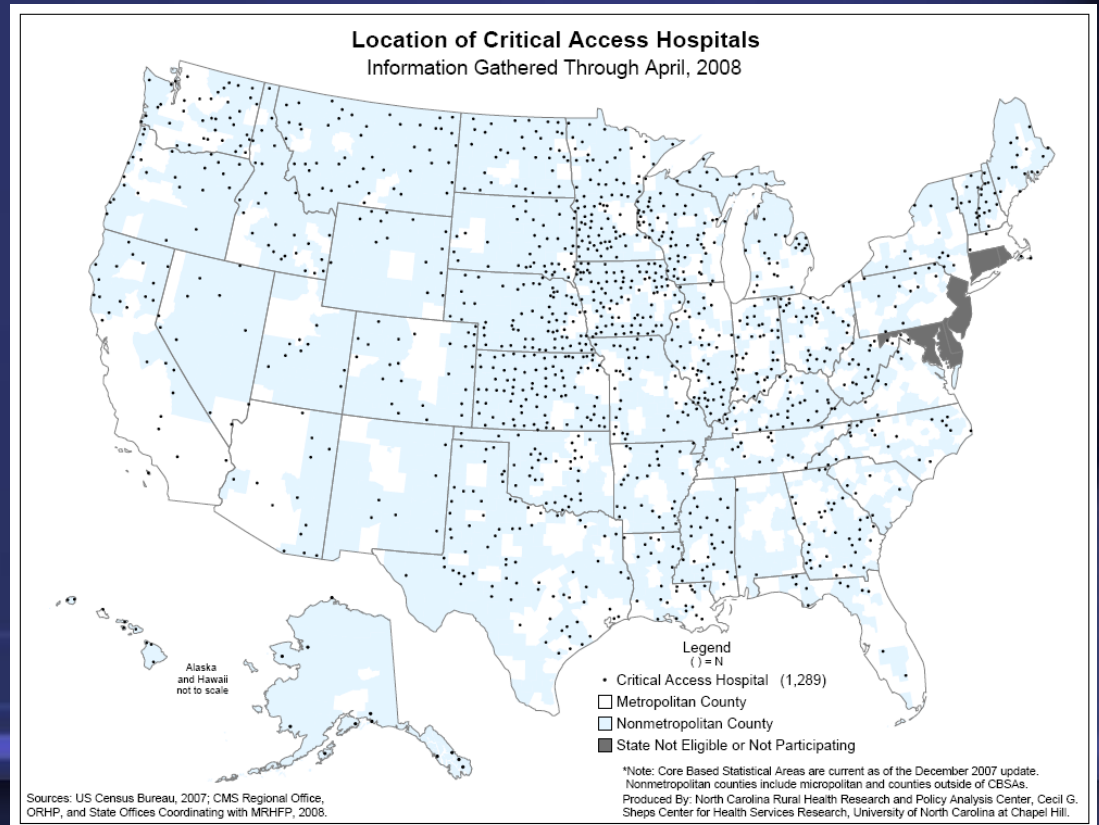 Location of Critical Access Hospitals
Information Gathered Through April, 2008
Alaska
and Hawaii
not to scale
Legend
( ) = N
Critical Access Hospital (1,289)
Metropolitan County
Nonmetropolitan County
State Not Eligible or Not Participating
*Note: Core Based Statistical Areas are current as of the December 2007 update.
Nonmetropolitan counties include micropolitan and counties outside of CBSAs.
Produced By: North Carolina Rural Health Research and Policy Analysis Center, Cecil G.
Sheps Center for Health Services Research, University of North Carolina at Chapel Hill.
Sources: US Census Bureau, 2007; CMS Regional Office,
ORHP, and State Offices Coordinating with MRHFP, 2008.